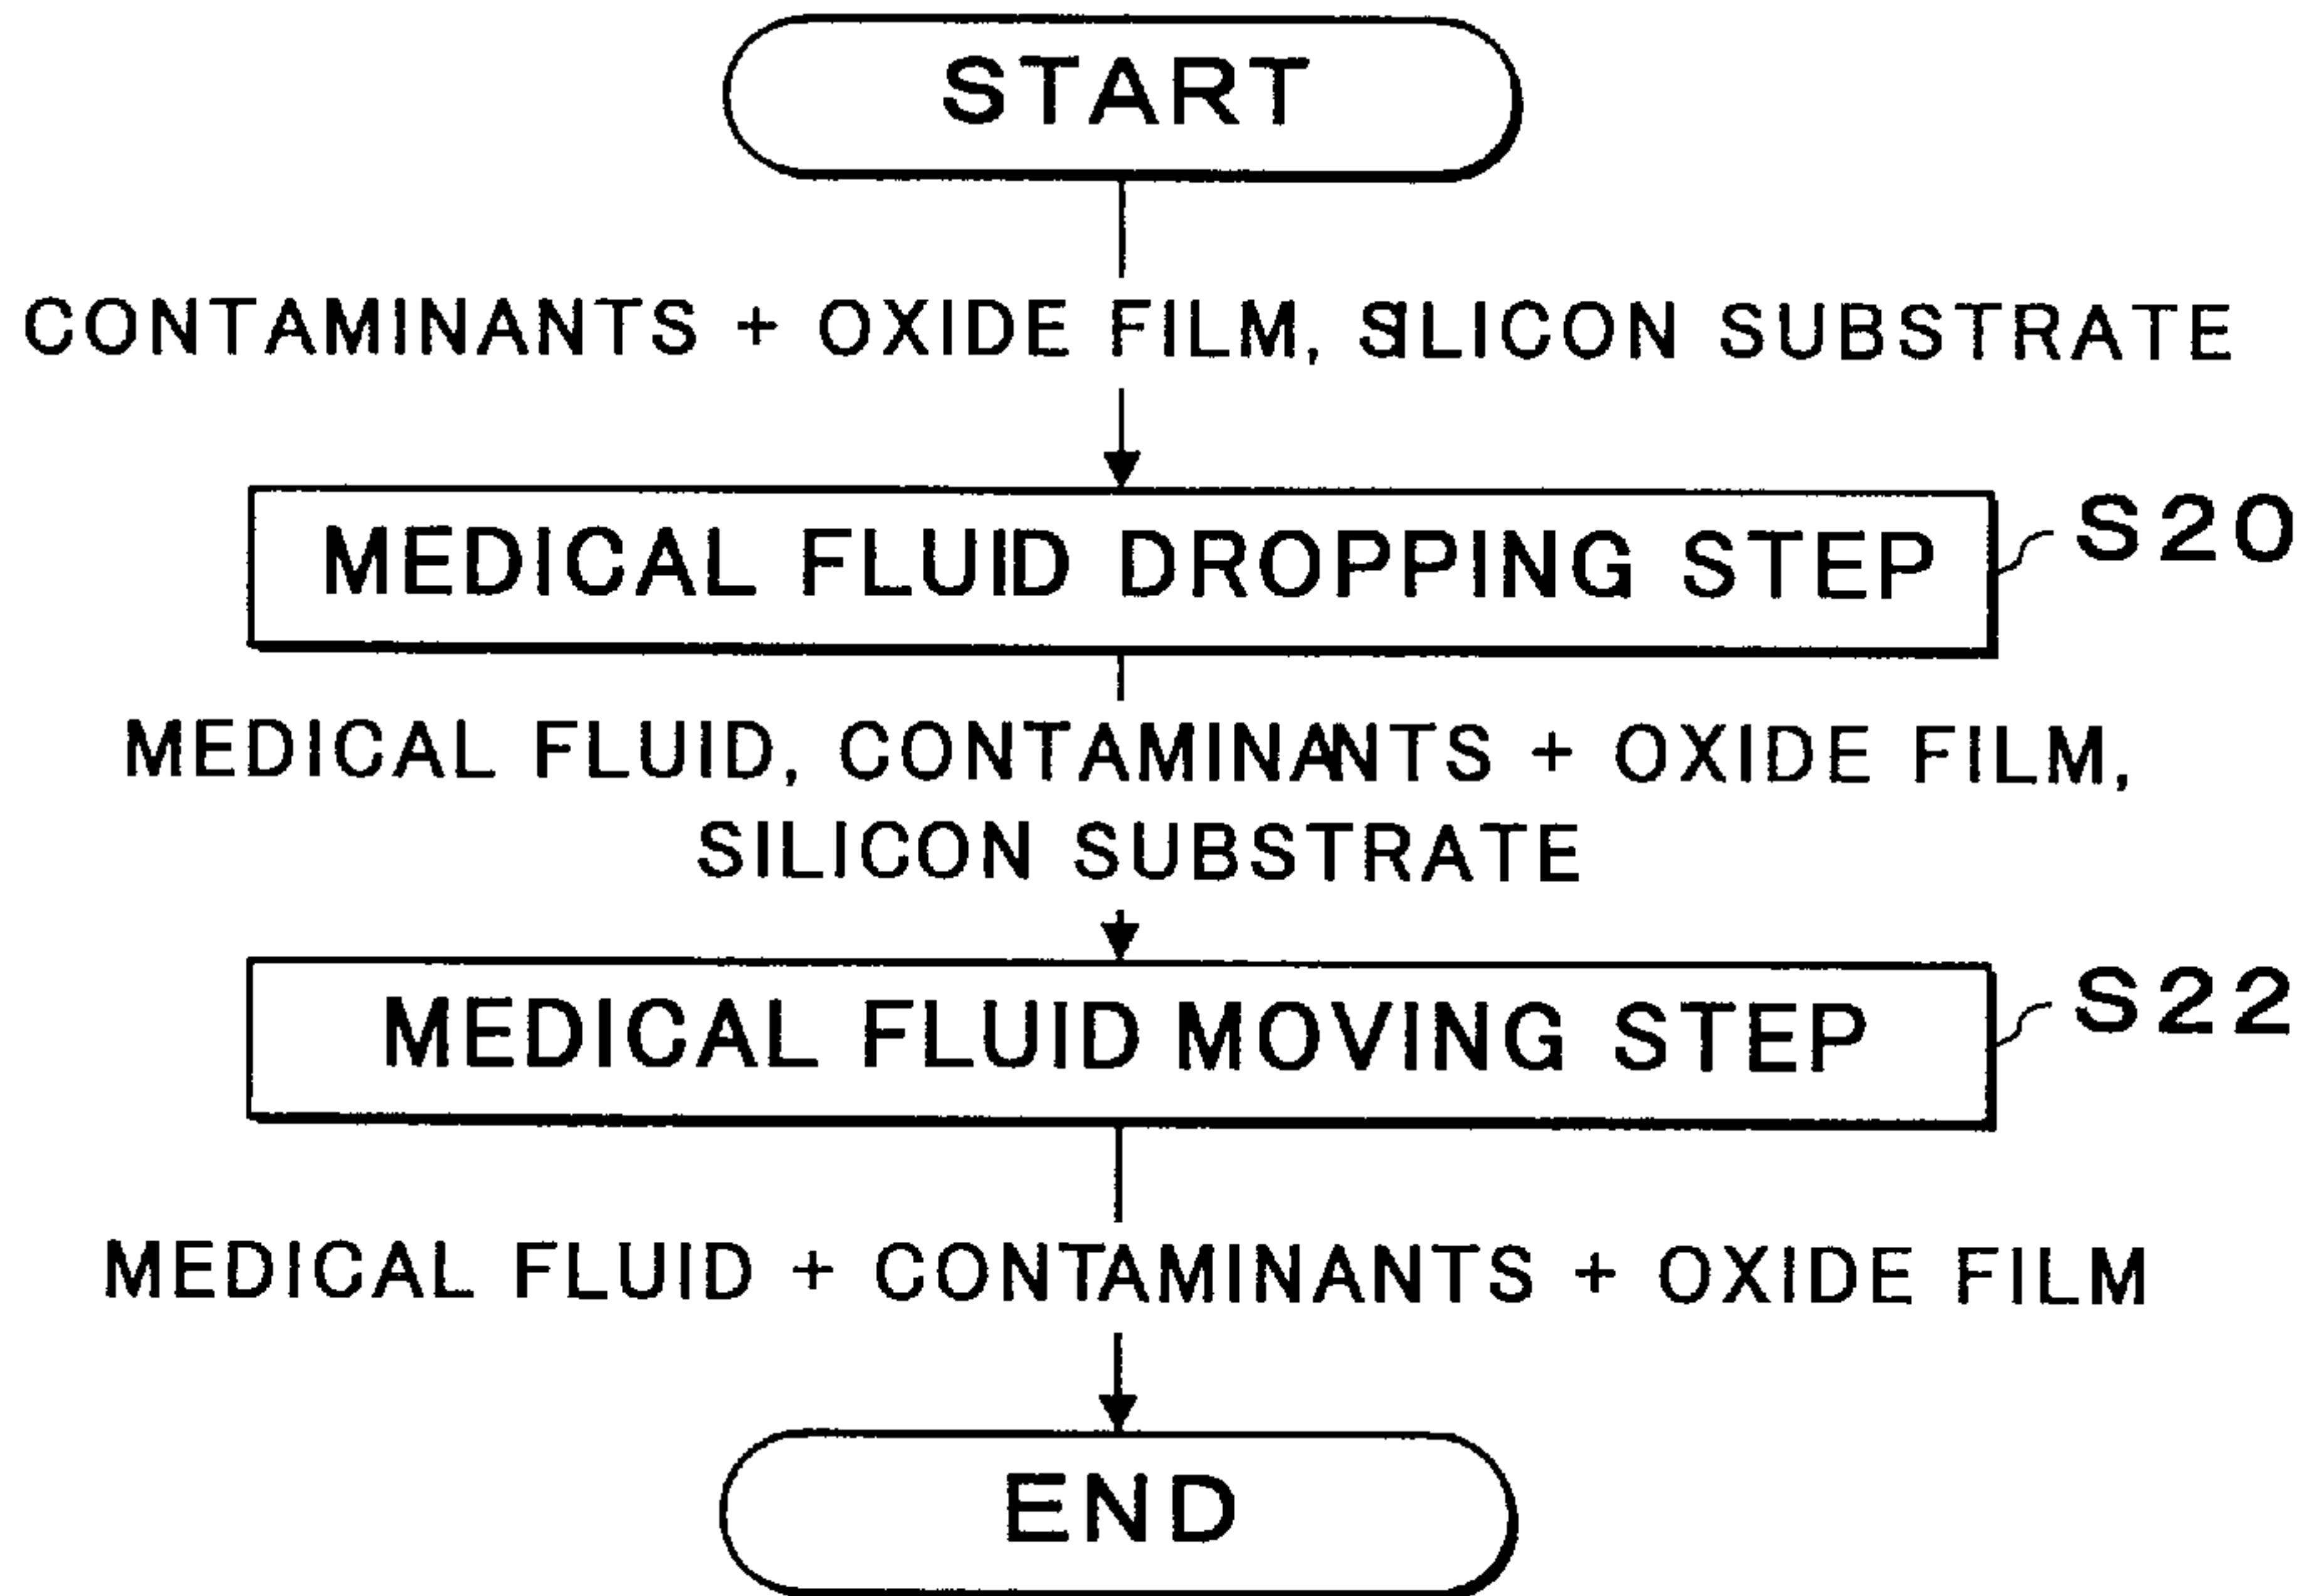 START
CONTAMINANTS + OXIDE FILM, SILICON SUBSTRATE
MEDICAL FLUID DROPPING STEP S20
MEDICAL FLUID, CONTAMINANTS + OXIDE FILM,
SILICON SUBSTRATE
MEDICAL FLUID MOVING STEP S22
MEDICAL FLUID + CONTAMINANTS + OXIDE FILM
END